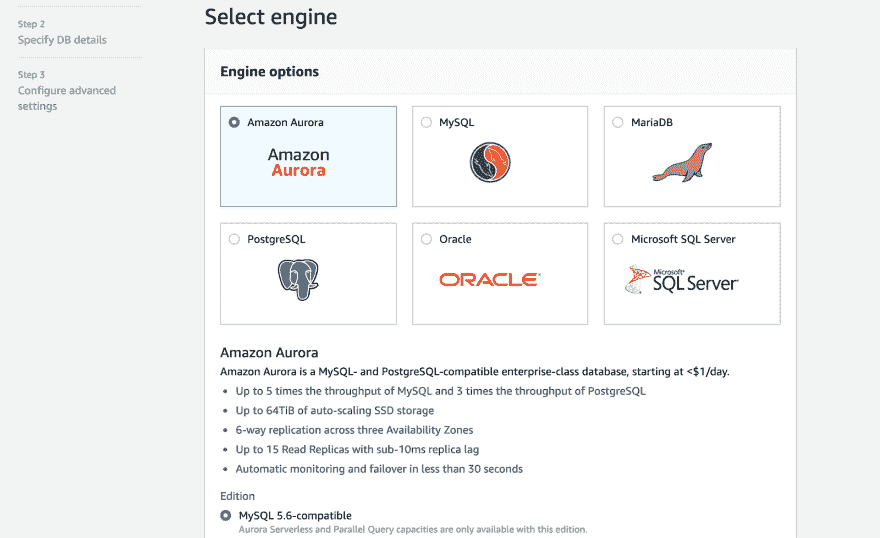 Select engine
Step 2
Specify DB details
Step 3
Configure advanced
settings
Engine options
Amazon Aurora
Amazon
Aurora
MySQL
MariaDB
PostgreSQL
Oracle
ORACLE
Microsoft SQL Server
Microsoft
SQL Server
Amazon Aurora
Amazon Aurora is a MySQL- and PostgreSQL-compatible enterprise-class database, starting at <$1/day.
• Up to 5 times the throughput of MySQL and 3 times the throughput of PostgreSQL
• Up to 64TiB of auto-scaling SSD storage
• 6-way replication across three Availability Zones
• Up to 15 Read Replicas with sub-10ms replica lag
• Automatic monitoring and failover in less than 30 seconds
Edition
MySQL 5.6-compatible
Aurora Serverless and Parallel Query capacities are only available with this edition.